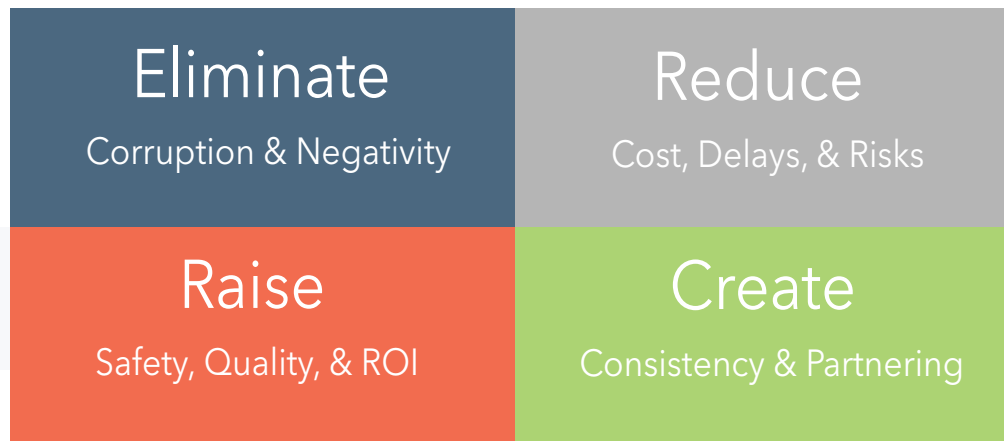 Eliminate
Corruption & Negativity
Reduce
Cost, Delays, & Risks
Raise
Safety, Quality, & ROI
Create
Consistency & Partnering